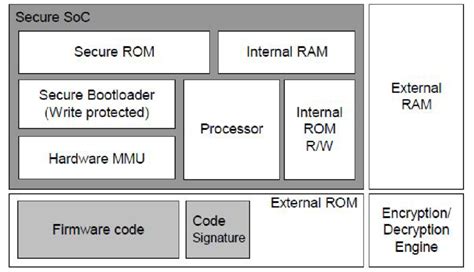 Secure SoC
Secure ROM
Internal RAM
Secure Bootloader
(Write protected)
Processor
Internal
ROM
R/W
Hardware MMU
External
RAM
External ROM
Firmware code
Code
Signature
Encryption/
Decryption
Engine